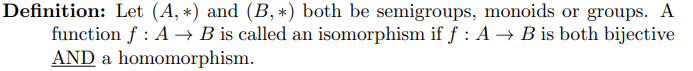 Definition: Let (A, ∗) and (B, ∗) both be semigroups, monoids or groups. A
function f : A → B is called an isomorphism if f : A → B is both bijective
AND a homomorphism.